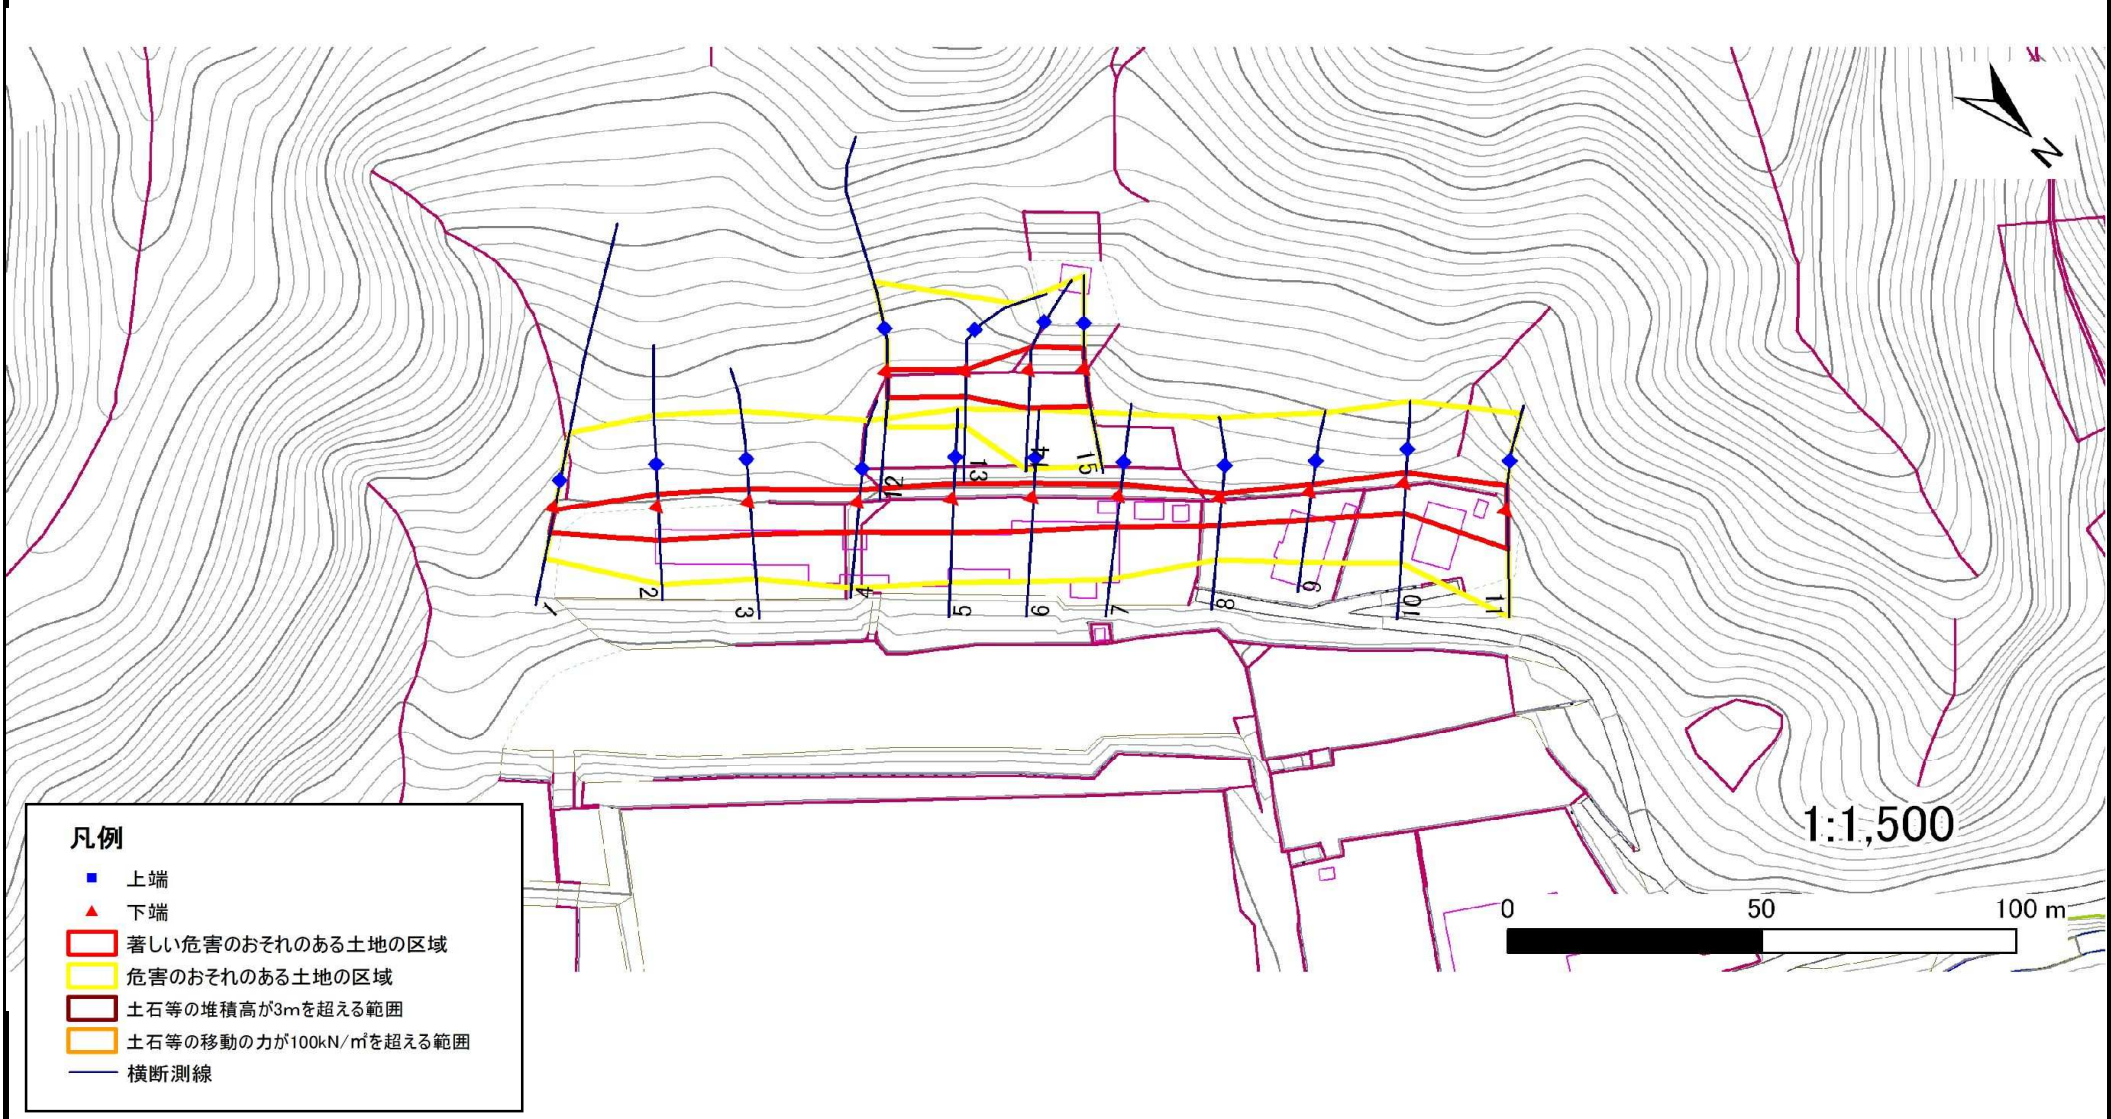 N
12
13
14
15
1
2
3
4
5
6
7
8
9
10
11
1:1,500
0 50 100 m
凡例
上端
下端
著しい危害のおそれのある土地の区域
危害のおそれのある土地の区域
土石等の堆積高が3mを超える範囲
土石等の移動の力が100kN/㎡を超える範囲
横断測線